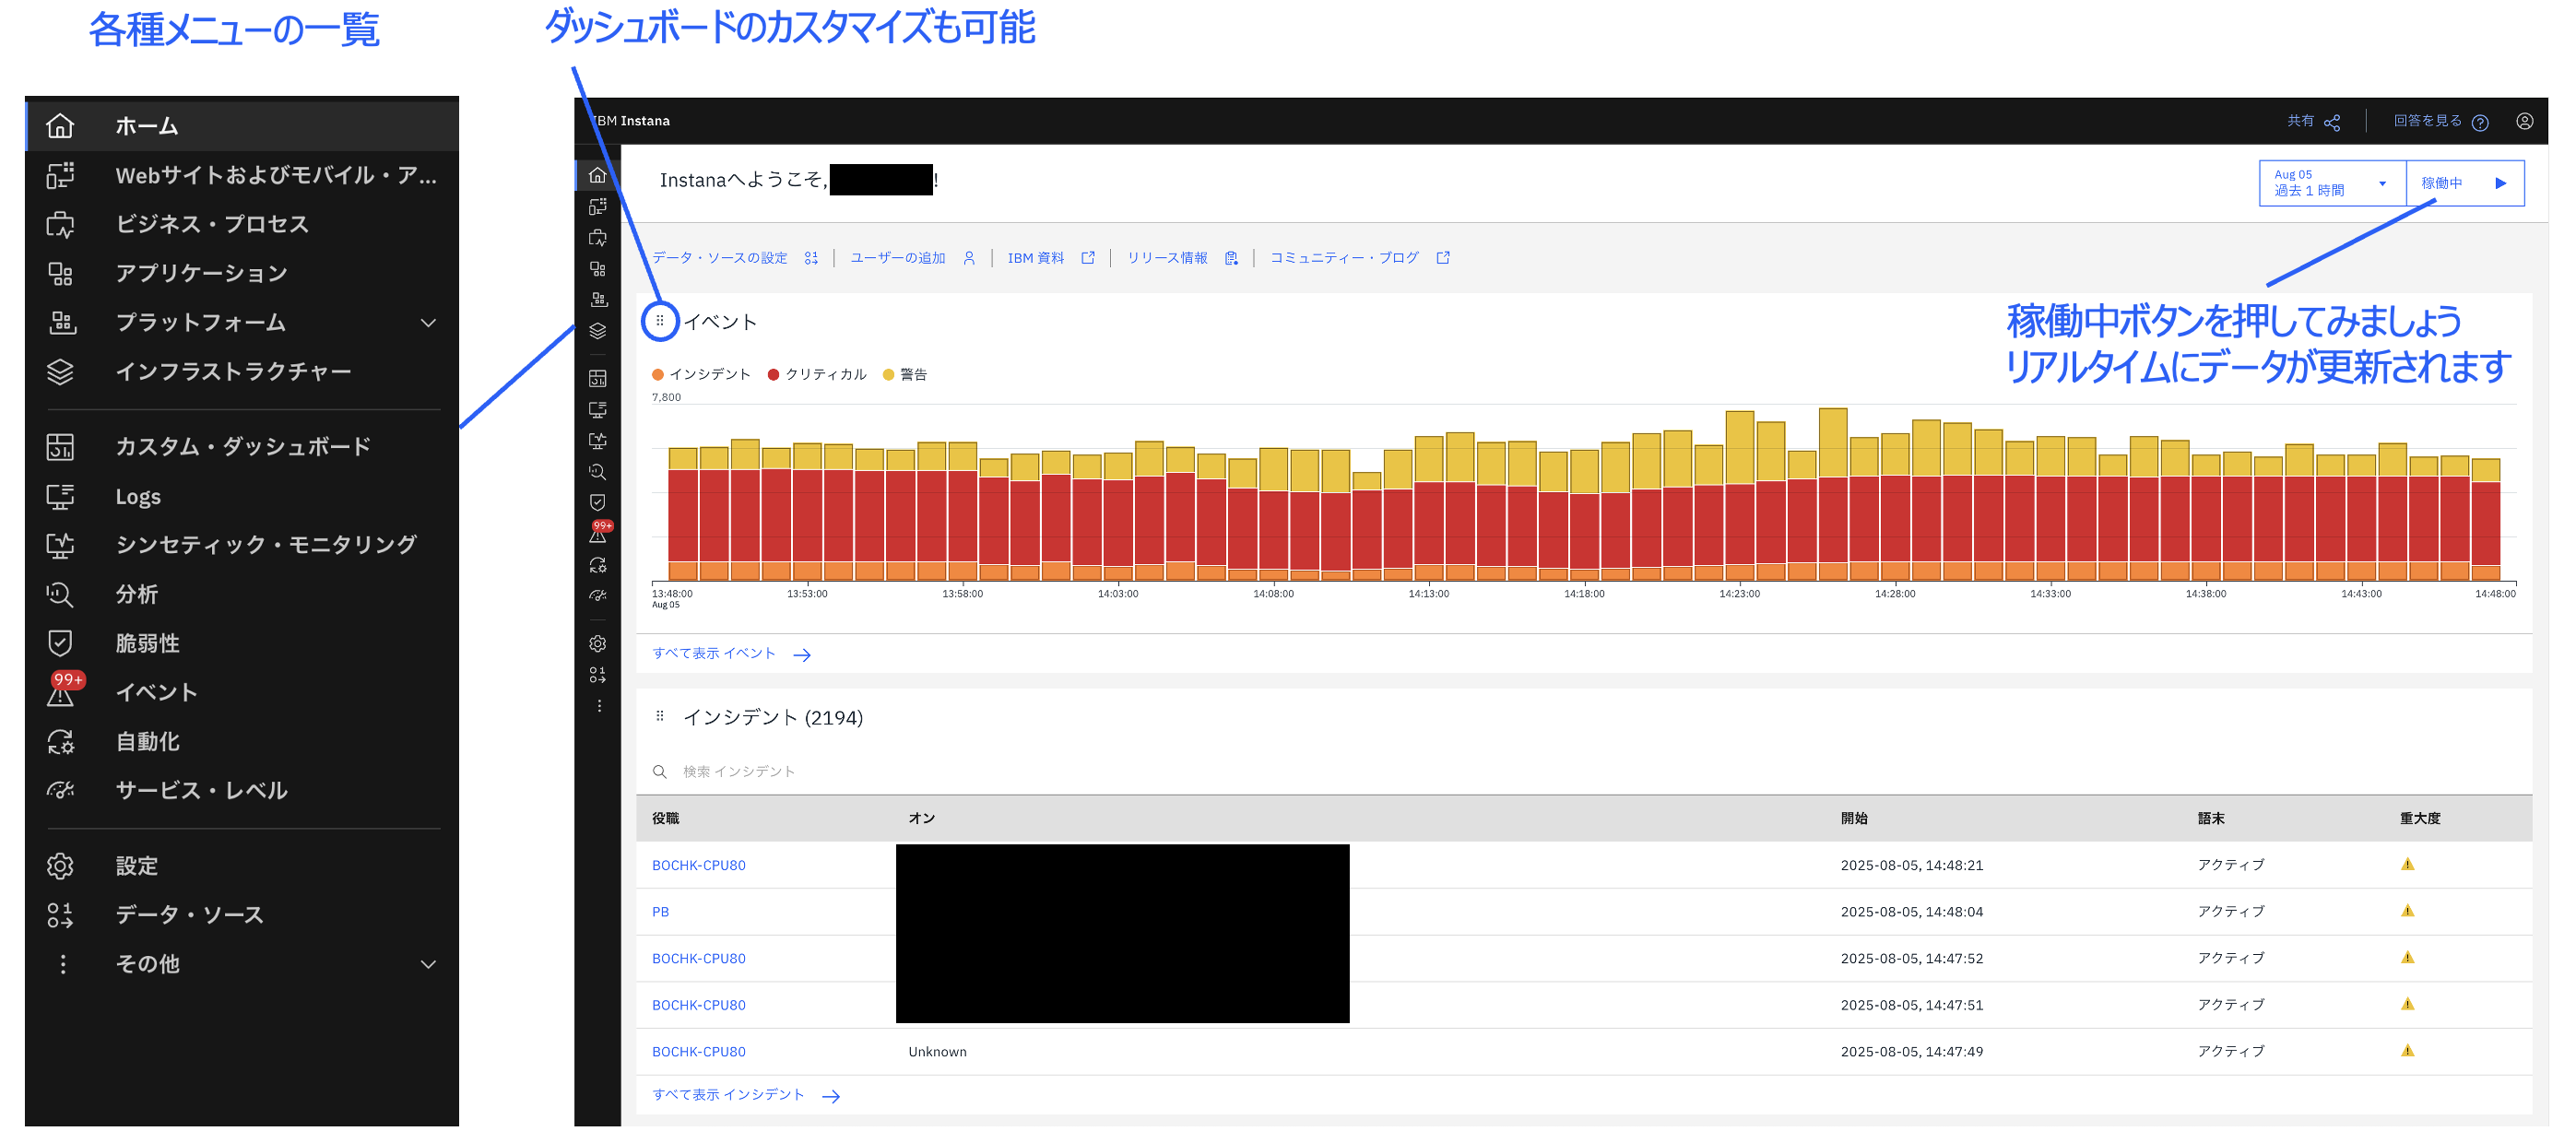 各種メニューの一覧
ダッシュボードのカスタマイズも可能
ホーム
Webサイトおよびモバイル・ア...
ビジネス・プロセス
アプリケーション
プラットフォーム
インフラストラクチャー
カスタム・ダッシュボード
Logs
シンセティック・モニタリング
分析
脆弱性
99+
イベント
自動化
サービス・レベル
設定
データ・ソース
その他
IBM Instana
共有
回答を見る
Instanaへようこそ, !
Aug 05
過去 1 時間
稼働中
データ・ソースの設定
ユーザーの追加
IBM 資料
リリース情報
コミュニティー・ブログ
稼働中ボタンを押してみましょう
リアルタイムにデータが更新されます
イベント
インシデント クリティカル 警告
7,800
99+
13:48:00 13:53:00 13:58:00 14:03:00 14:08:00 14:13:00 14:18:00 14:23:00 14:28:00 14:33:00 14:38:00 14:43:00 14:48:00
Aug 05
すべて表示 イベント
インシデント (2194)
検索 インシデント
役職 オン 開始 語末 重大度
BOCHK-CPU80 2025-08-05, 14:48:21 アクティブ
PB 2025-08-05, 14:48:04 アクティブ
BOCHK-CPU80 2025-08-05, 14:47:52 アクティブ
BOCHK-CPU80 2025-08-05, 14:47:51 アクティブ
BOCHK-CPU80 Unknown 2025-08-05, 14:47:49 アクティブ
すべて表示 インシデント